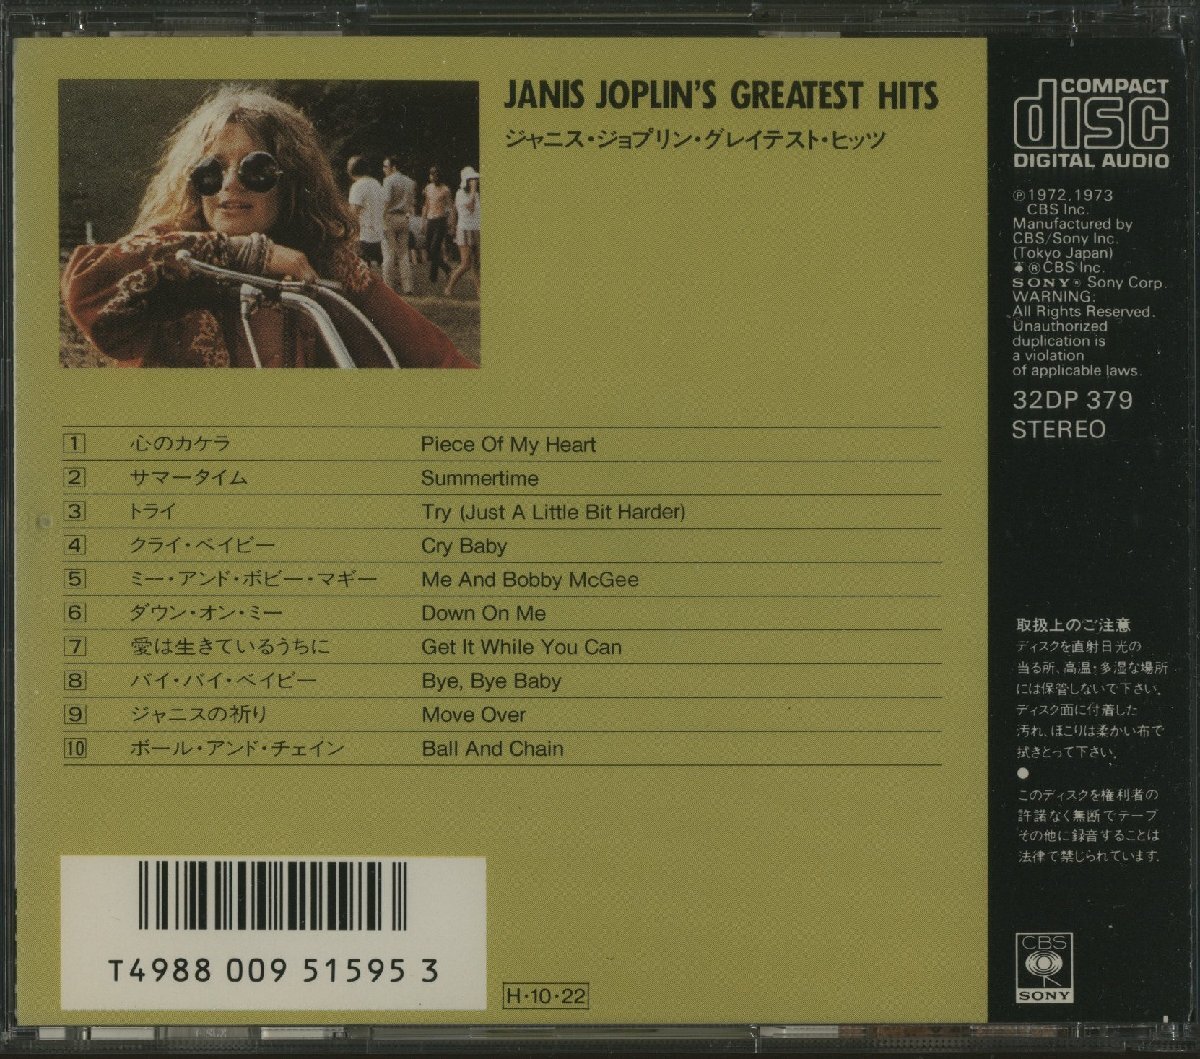 JANIS JOPLIN'S GREATEST HITS
ジャニス・ジョプリン・グレイテスト・ヒッツ
1 心のカケラ Piece Of My Heart
2 サマータイム Summertime
3 トライ Try (Just A Little Bit Harder)
4 クライ・ベイビー Cry Baby
5 ミー・アンド・ボビー・マギー Me And Bobby McGee
6 ダウン・オン・ミー Down On Me
7 愛は生きているうちに Get It While You Can
8 バイ・バイ・ベイビー Bye, Bye Baby
9 ジャニスの祈り Move Over
10 ボール・アンド・チェイン Ball And Chain
T4988 009 51595 3
H・10・22
COMPACT
disc
DIGITAL AUDIO
℗1972,1973
CBS Inc.
Manufactured by
CBS/Sony Inc.
(Tokyo Japan)
®CBS Inc.
SONY® Sony Corp.
WARNING:
All Rights Reserved.
Unauthorized
duplication is
a violation
of applicable laws.
32DP 379
STEREO
取扱上のご注意
ディスクを直射日光の
当る所、高温・多湿な場所
には保管しないで下さい。
ディスク面に付着した
汚れ、ほこりは柔かい布で
拭きとって下さい。
●
このディスクを権利者の
許諾なく無断でテープ
その他に録音することは
法律で禁じられています。
CBS
SONY